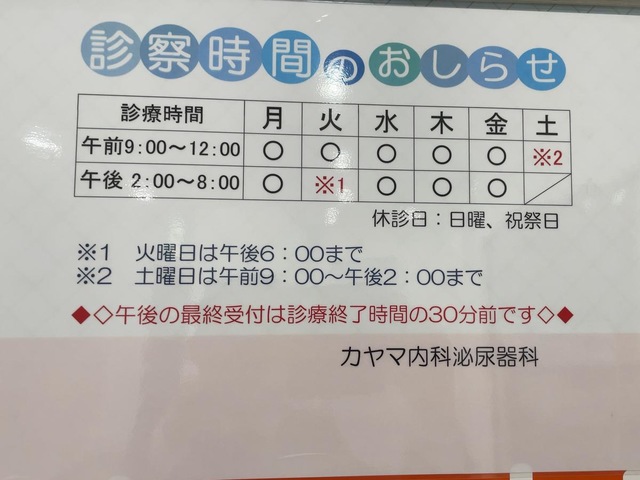 診察時間のおしらせ
診療時間 月 火 水 木 金 土
午前9:00～12:00 ○ ○ ○ ○ ○ ※2
午後 2:00～8:00 ○ ※1 ○ ○ ○ ／
休診日：日曜、祝祭日
※1 火曜日は午後6：00まで
※2 土曜日は午前9：00～午後2：00まで
◆◇午後の最終受付は診療終了時間の30分前です◇◆
カヤマ内科泌尿器科